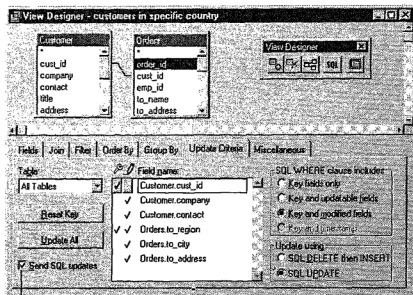 View Designer - customers in specific country
Customer
*
cust_id
company
contact
title
address
Orders
order_id
cust_id
emp_id
to_name
to_address
View Designer
SQL
Fields Join Filter Order By Group By Update Criteria Miscellaneous
Table:
All Tables
Reset Key
Update All
Send SQL updates
Field name:
Customer.cust_id
Customer.company
Customer.contact
Orders.to_region
Orders.to_city
Orders.to_address
SQL WHERE clause includes
Key fields only
Key and updatable fields
Key and modified fields
Key and timestamp
Update using
SQL DELETE then INSERT
SQL UPDATE